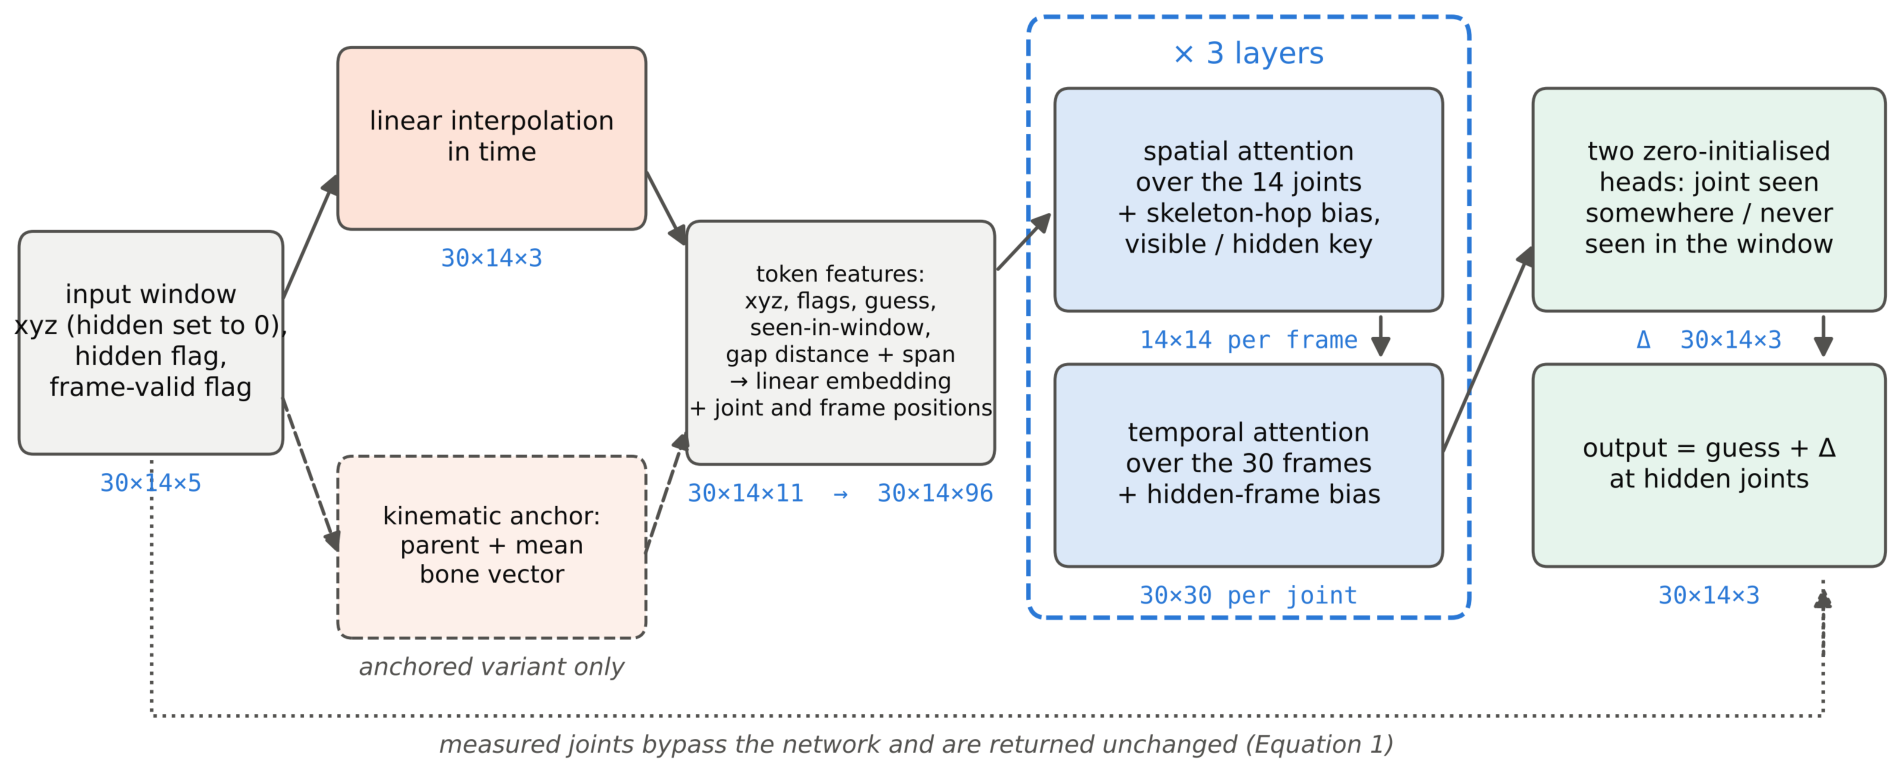 input window
xyz (hidden set to 0),
hidden flag,
frame-valid flag
30×14×5
linear interpolation
in time
30×14×3
kinematic anchor:
parent + mean
bone vector
anchored variant only
token features:
xyz, flags, guess,
seen-in-window,
gap distance + span
→ linear embedding
+ joint and frame positions
30×14×11 → 30×14×96
× 3 layers
spatial attention
over the 14 joints
+ skeleton-hop bias,
visible / hidden key
14×14 per frame
temporal attention
over the 30 frames
+ hidden-frame bias
30×30 per joint
two zero-initialised
heads: joint seen
somewhere / never
seen in the window
Δ 30×14×3
output = guess + Δ
at hidden joints
30×14×3
measured joints bypass the network and are returned unchanged (Equation 1)